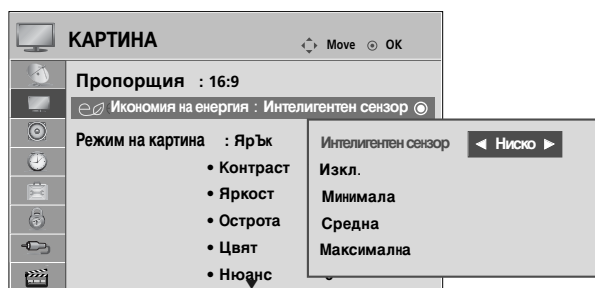 КАРТИНА
Move OK
Пропорция : 16:9
Икономия на енергия : Интелигентен сензор
Режим на картина : ЯрЪк
• Контраст
• Яркост
• Острота
• Цвят
• Нюанс
Интелигентен сензор ◄ Ниско ►
Изкл.
Минимала
Средна
Максимална